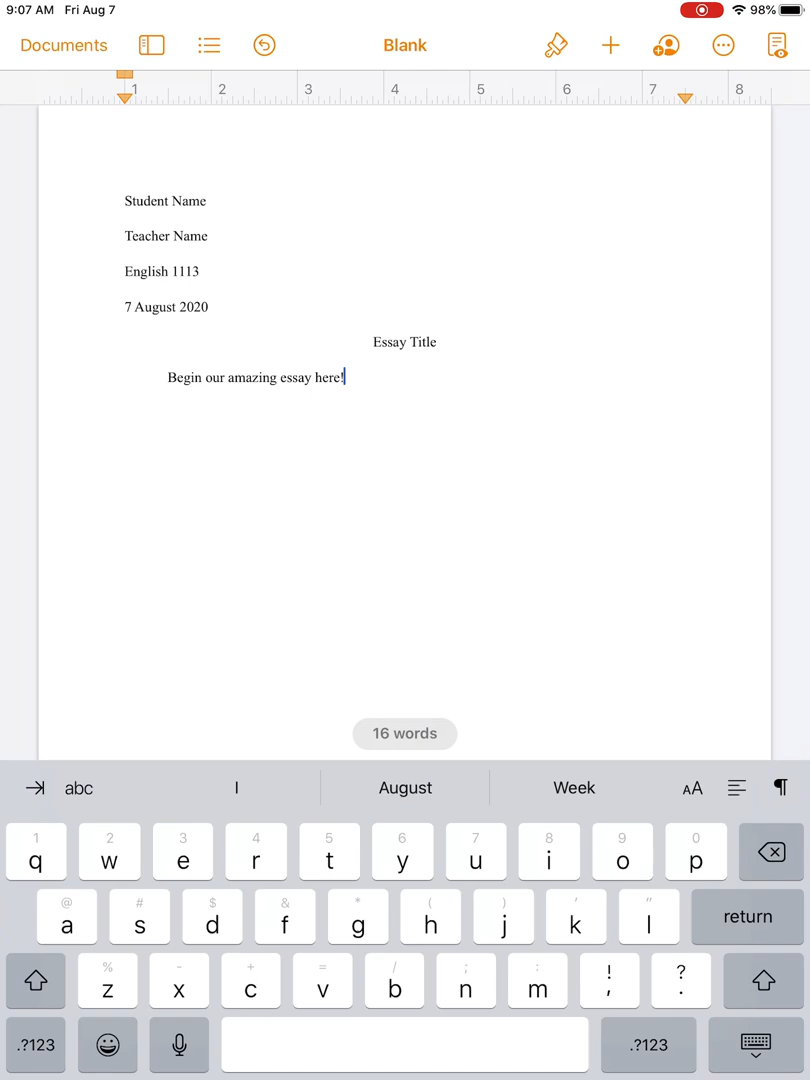 9:07 AM Fri Aug 7 98%
Documents Blank
1 2 3 4 5 6 7 8
Student Name
Teacher Name
English 1113
7 August 2020
Essay Title
Begin our amazing essay here!
16 words
abc I August Week AA ¶
1 2 3 4 5 6 7 8 9 0
q w e r t y u i o p
@ # $ & * ( ) ' "
a s d f g h j k l return
% - + = / ; : ! ?
z x c v b n m , .
.?123 .?123